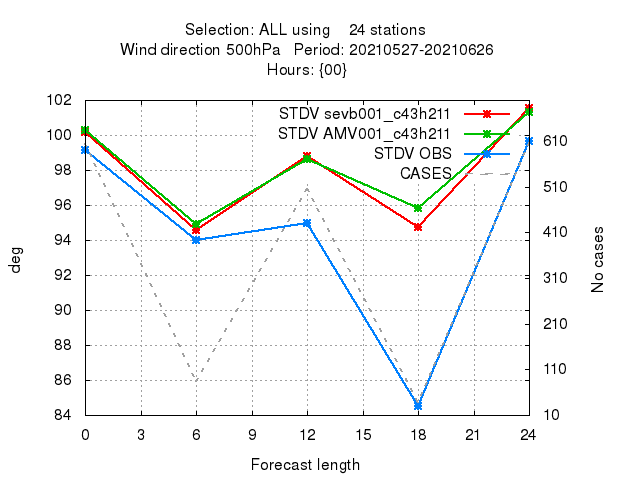 Selection: ALL using    24 stations
Wind direction 500hPa   Period: 20210527-20210626
Hours: {00}
STDV sevb001_c43h211
STDV AMV001_c43h211
STDV OBS
CASES
102
100
98
96
94
92
90
88
86
84
610
510
410
310
210
110
10
deg
No cases
0 3 6 9 12 15 18 21 24
Forecast length